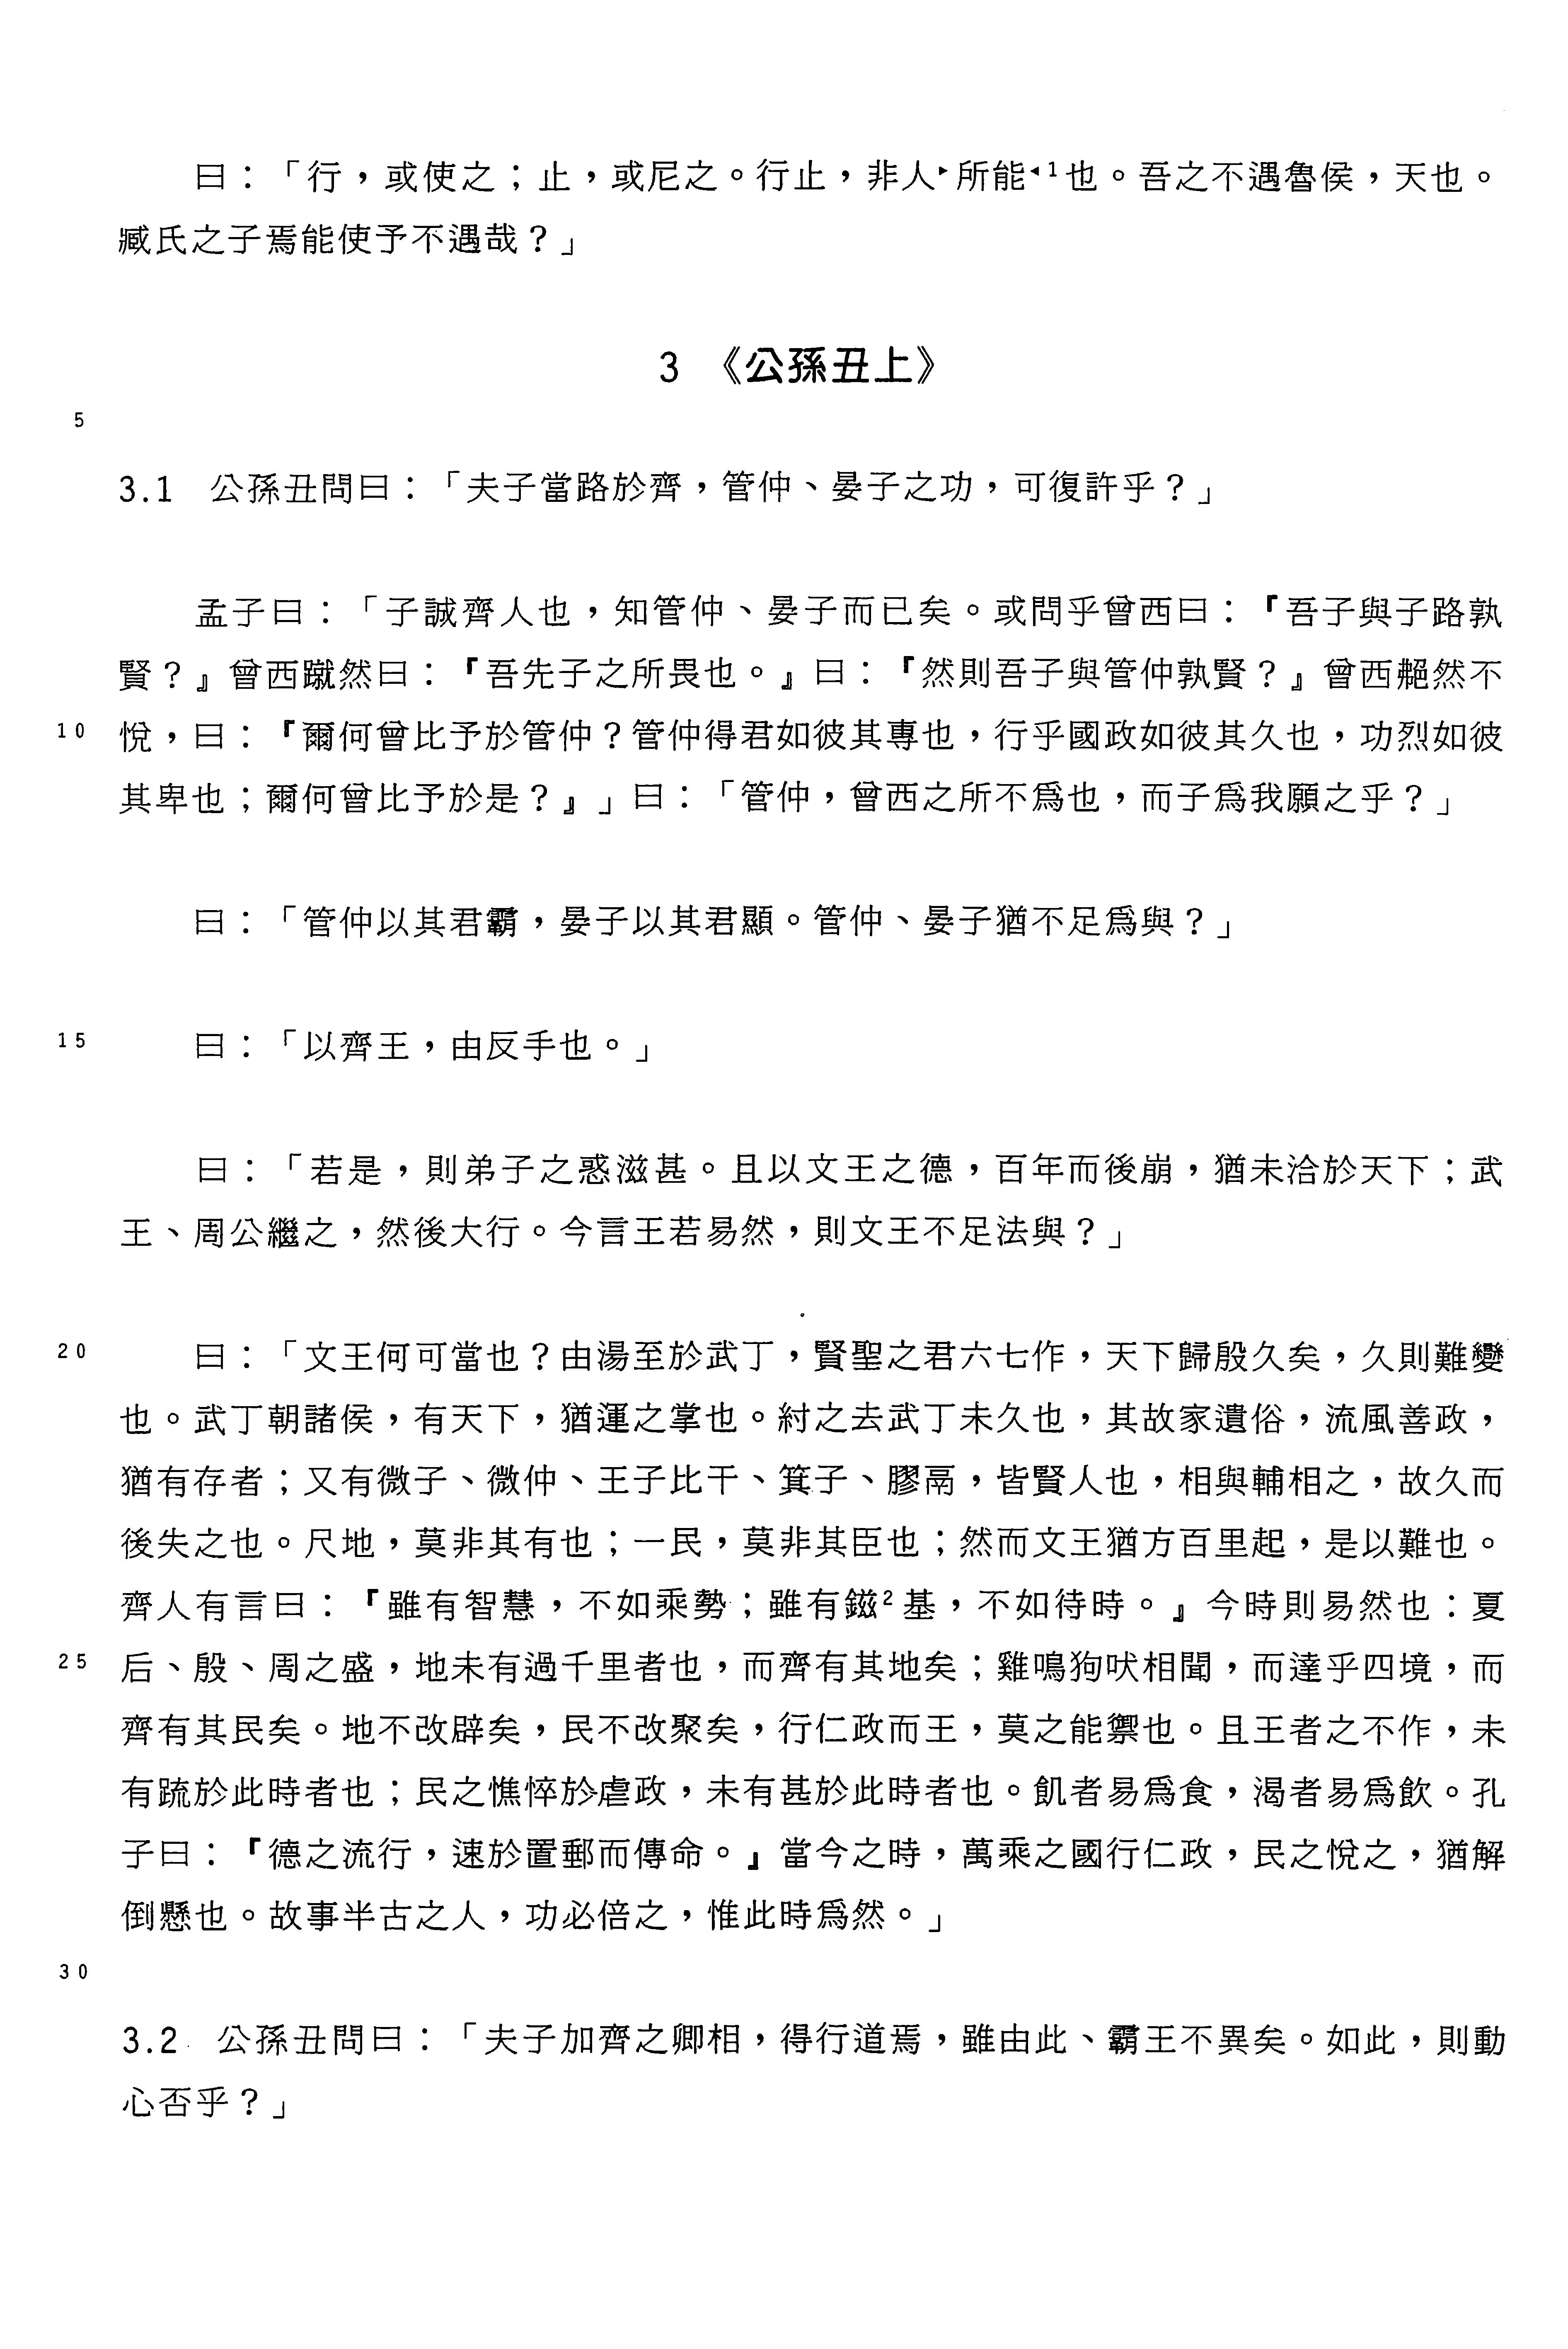 曰：「行，或使之；止，或尼之。行止，非人▸所能◂1也。吾之不遇魯侯，天也。
臧氏之子焉能使予不遇哉？」
3 《公孫丑上》
5
3.1 公孫丑問曰：「夫子當路於齊，管仲、晏子之功，可復許乎？」
孟子曰：「子誠齊人也，知管仲、晏子而已矣。或問乎曾西曰：『吾子與子路孰
賢？』曾西蹴然曰：『吾先子之所畏也。』曰：『然則吾子與管仲孰賢？』曾西艴然不
10 悅，曰：『爾何曾比予於管仲？管仲得君如彼其專也，行乎國政如彼其久也，功烈如彼
其卑也；爾何曾比予於是？』」曰：「管仲，曾西之所不爲也，而子爲我願之乎？」
曰：「管仲以其君霸，晏子以其君顯。管仲、晏子猶不足爲與？」
15 曰：「以齊王，由反手也。」
曰：「若是，則弟子之惑滋甚。且以文王之德，百年而後崩，猶未洽於天下；武
王、周公繼之，然後大行。今言王若易然，則文王不足法與？」
20 曰：「文王何可當也？由湯至於武丁，賢聖之君六七作，天下歸殷久矣，久則難變
也。武丁朝諸侯，有天下，猶運之掌也。紂之去武丁未久也，其故家遺俗，流風善政，
猶有存者；又有微子、微仲、王子比干、箕子、膠鬲，皆賢人也，相與輔相之，故久而
後失之也。尺地，莫非其有也；一民，莫非其臣也；然而文王猶方百里起，是以難也。
齊人有言曰：『雖有智慧，不如乘勢；雖有鎡2基，不如待時。』今時則易然也：夏
25 后、殷、周之盛，地未有過千里者也，而齊有其地矣；雞鳴狗吠相聞，而達乎四境，而
齊有其民矣。地不改辟矣，民不改聚矣，行仁政而王，莫之能禦也。且王者之不作，未
有疏於此時者也；民之憔悴於虐政，未有甚於此時者也。飢者易爲食，渴者易爲飲。孔
子曰：『德之流行，速於置郵而傳命。』當今之時，萬乘之國行仁政，民之悅之，猶解
倒懸也。故事半古之人，功必倍之，惟此時爲然。」
30
3.2 公孫丑問曰：「夫子加齊之卿相，得行道焉，雖由此、霸王不異矣。如此，則動
心否乎？」